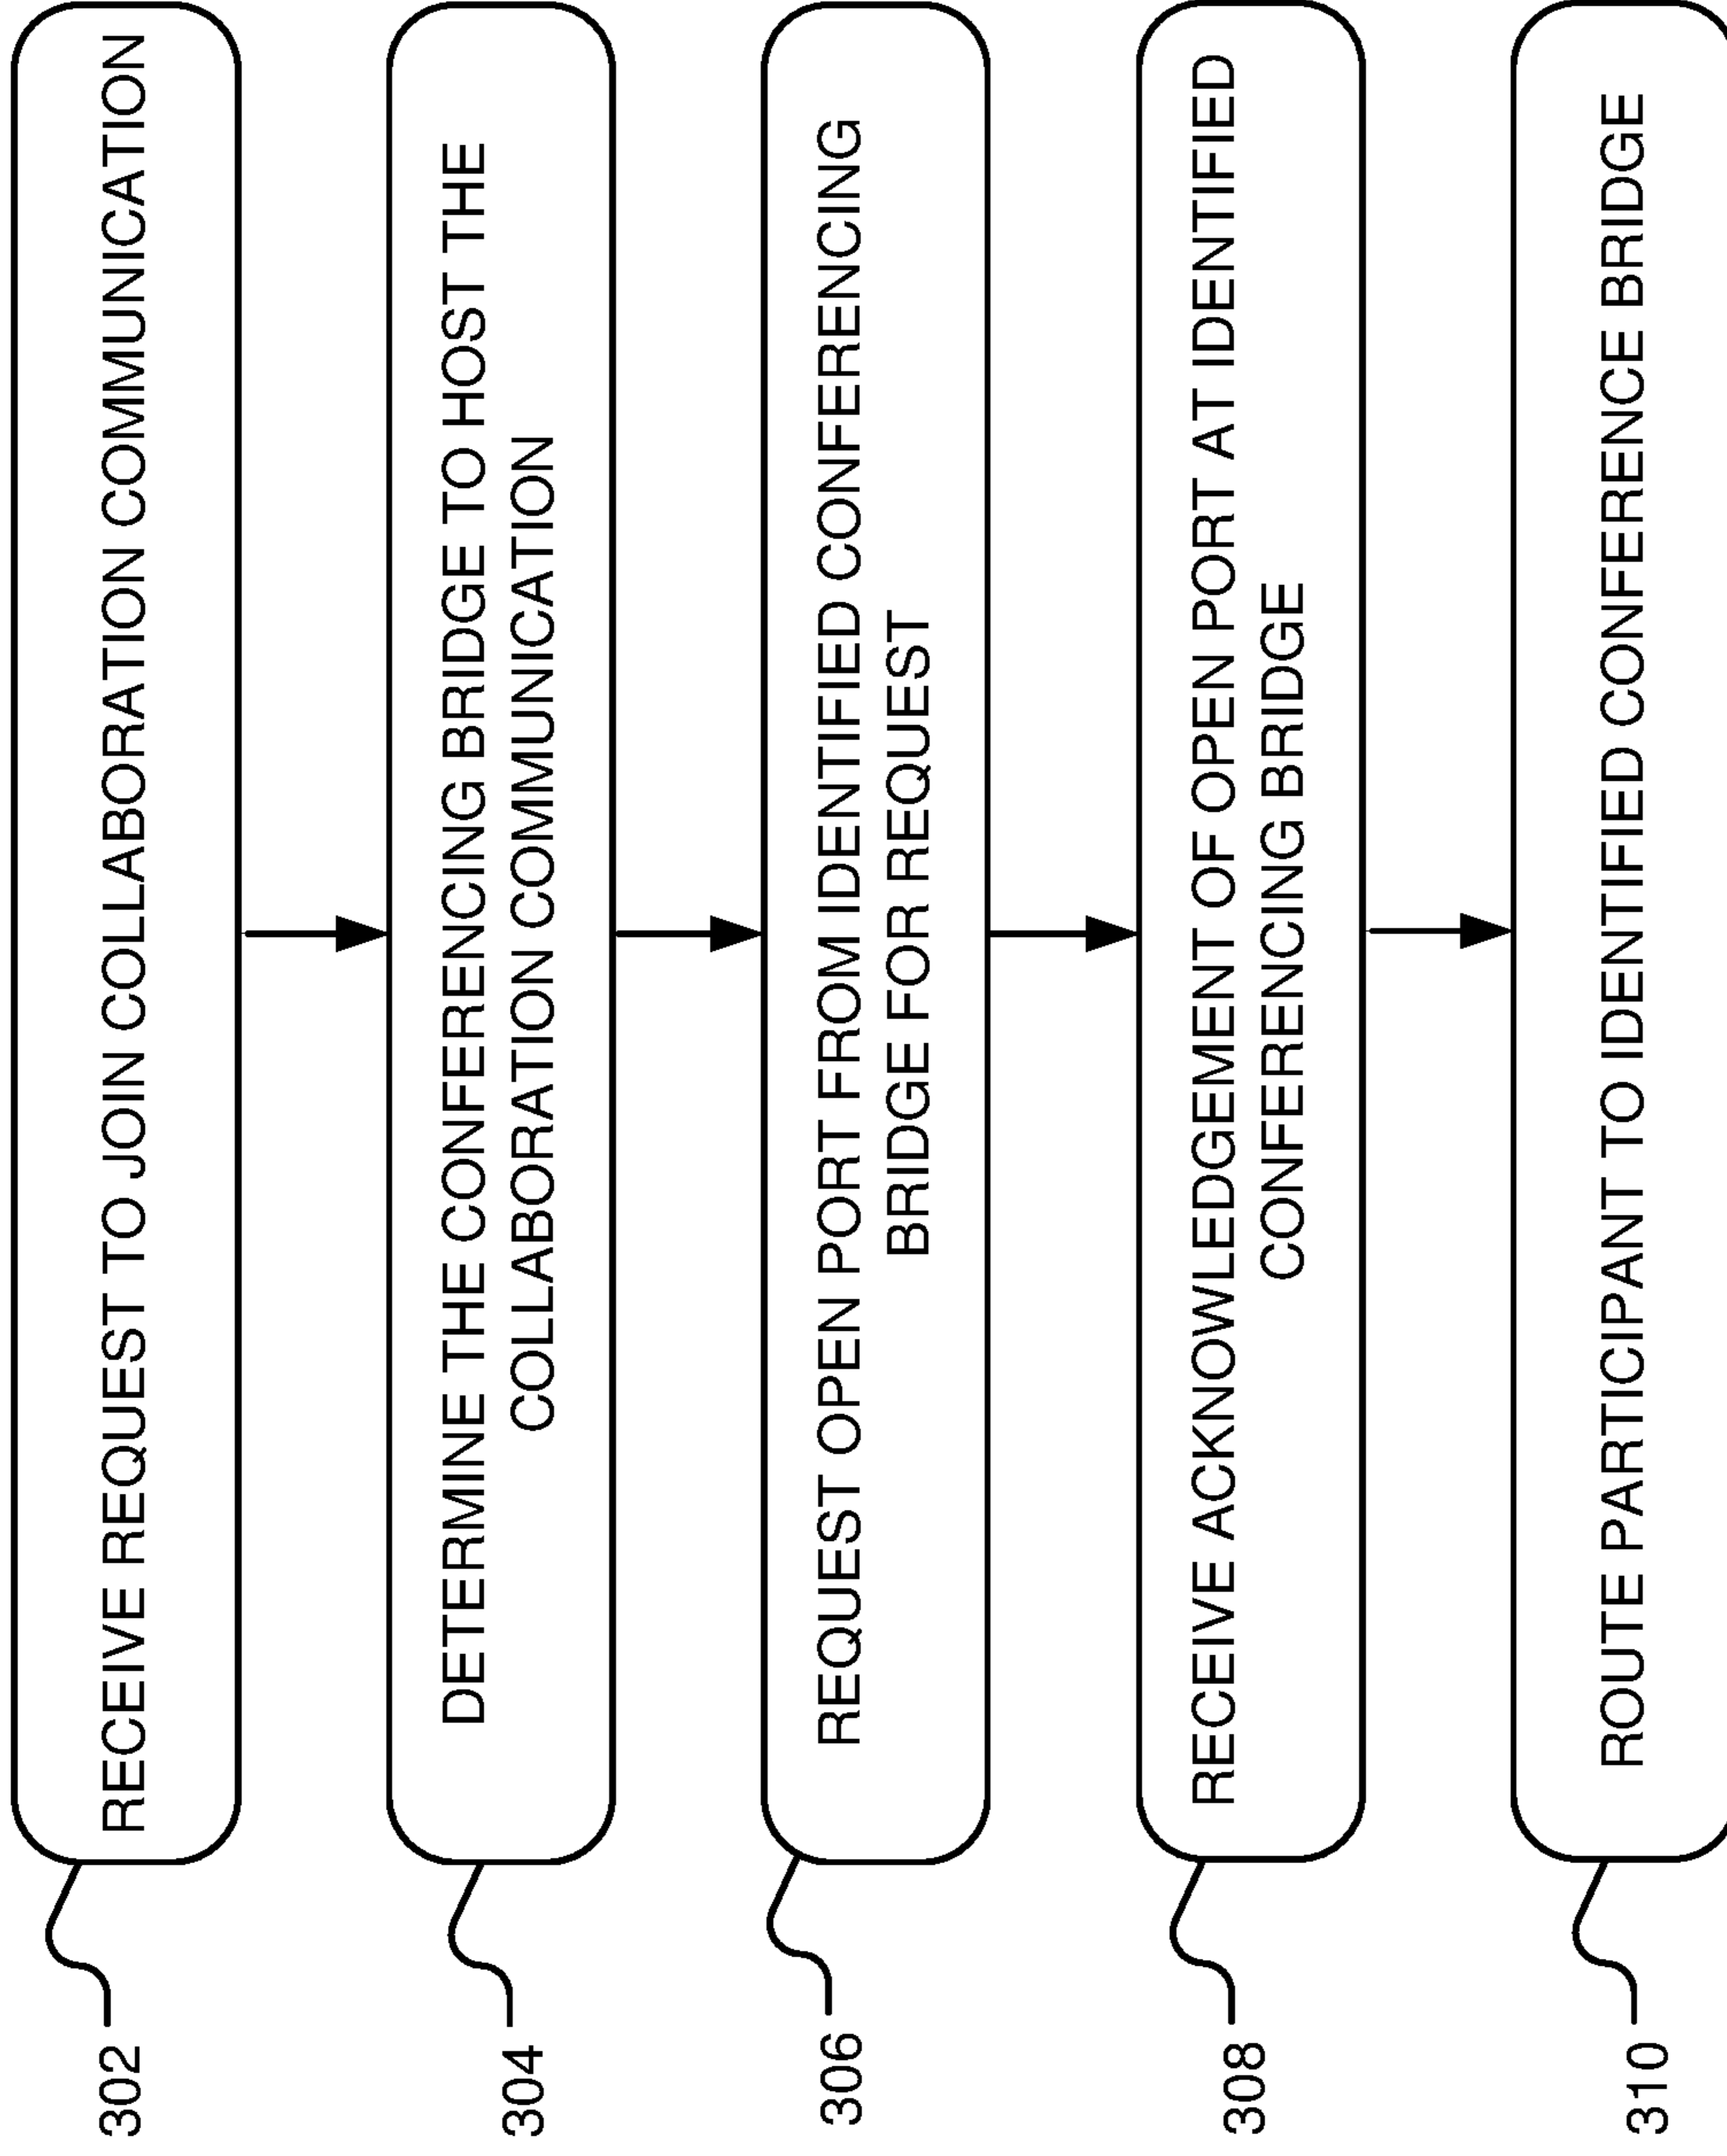 302
RECEIVE REQUEST TO JOIN COLLABORATION COMMUNICATION
304
DETERMINE THE CONFERENCING BRIDGE TO HOST THE
COLLABORATION COMMUNICATION
306
REQUEST OPEN PORT FROM IDENTIFIED CONFERENCING
BRIDGE FOR REQUEST
308
RECEIVE ACKNOWLEDGEMENT OF OPEN PORT AT IDENTIFIED
CONFERENCING BRIDGE
310
ROUTE PARTICIPANT TO IDENTIFIED CONFERENCE BRIDGE